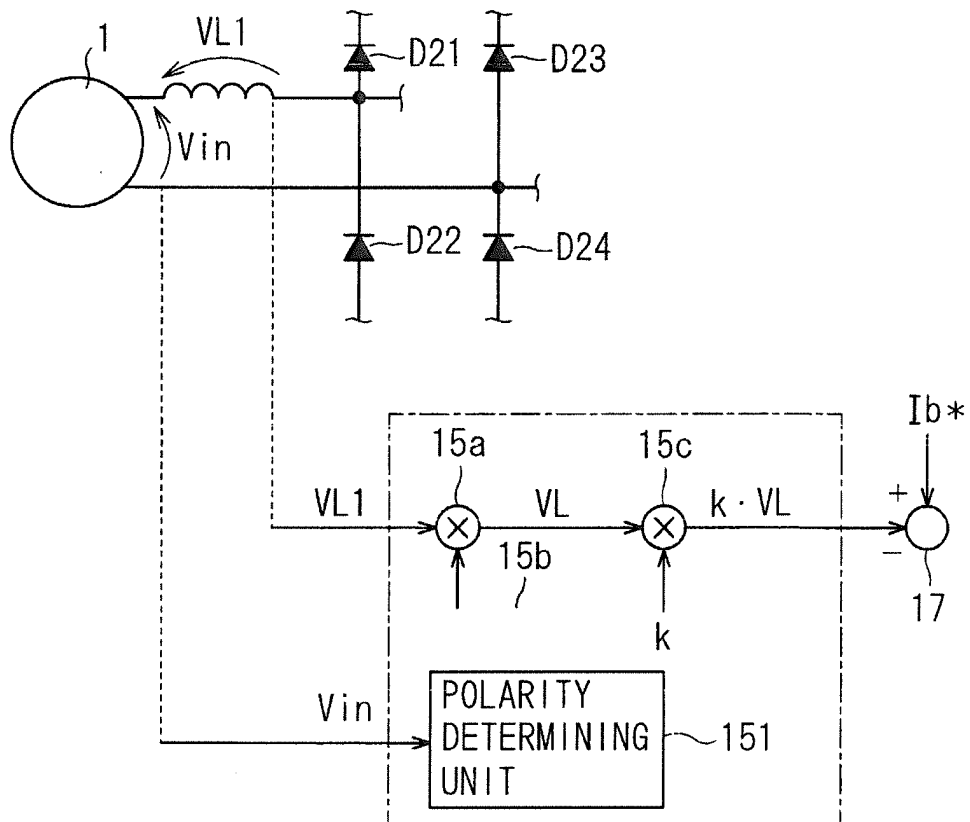 1
VL1
D21
D23
Vin
D22
D24
Ib*
15a
15c
VL1
VL
k · VL
+
−
15b
17
k
Vin
POLARITY
DETERMINING
UNIT
151